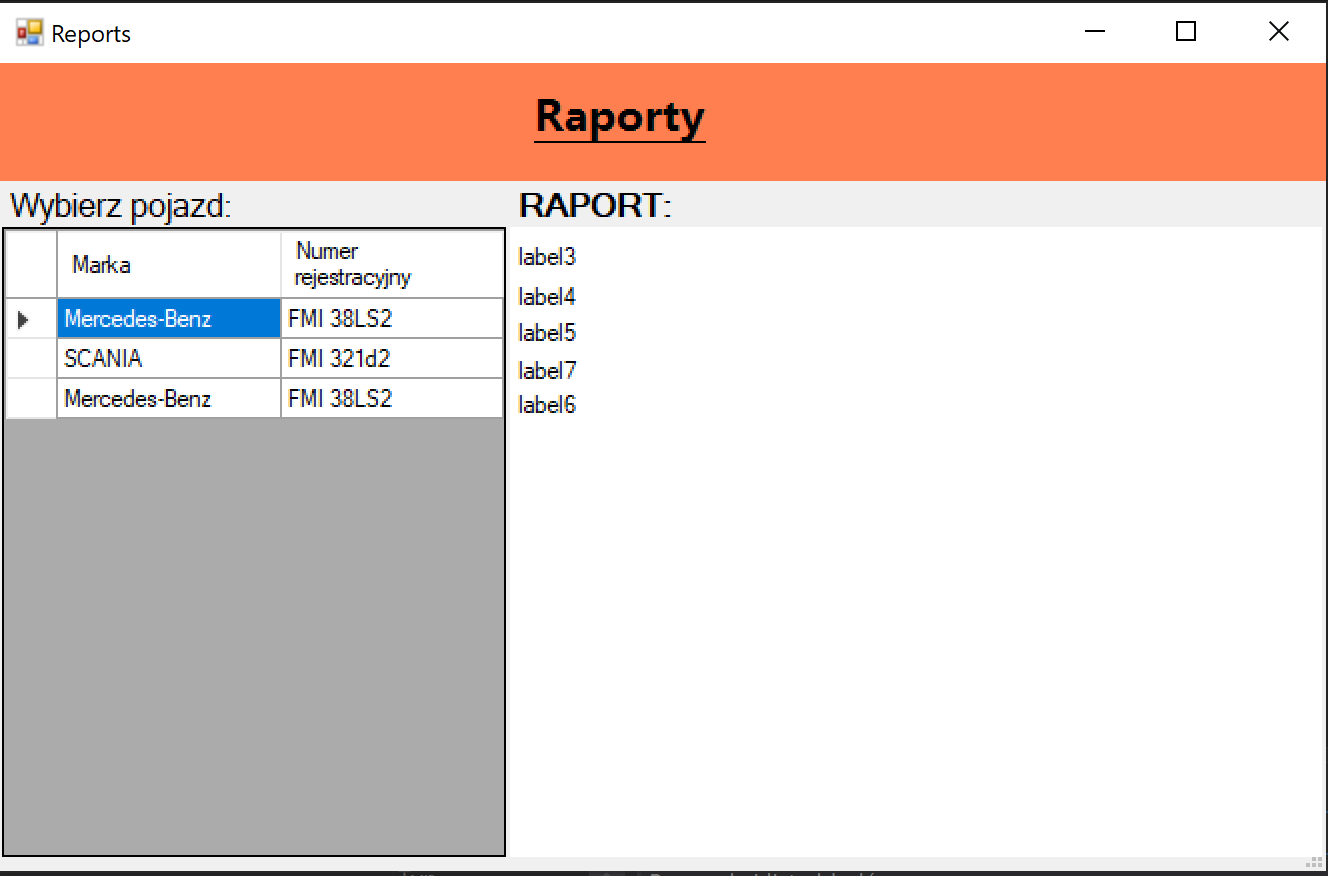 Reports
Raporty
Wybierz pojazd:
RAPORT:
Marka
Numer
rejestracyjny
Mercedes-Benz FMI 38LS2
SCANIA FMI 321d2
Mercedes-Benz FMI 38LS2
label3
label4
label5
label7
label6